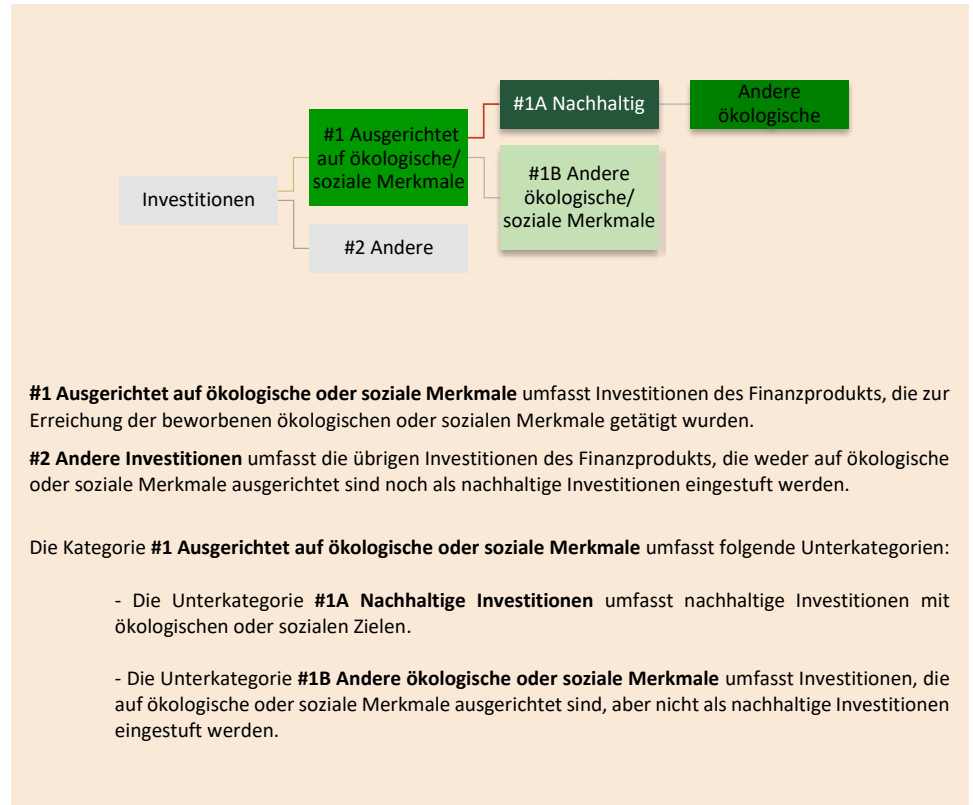 Investitionen
#1 Ausgerichtet
auf ökologische/
soziale Merkmale
#2 Andere
#1A Nachhaltig
#1B Andere
ökologische/
soziale Merkmale
Andere
ökologische
#1 Ausgerichtet auf ökologische oder soziale Merkmale umfasst Investitionen des Finanzprodukts, die zur
Erreichung der beworbenen ökologischen oder sozialen Merkmale getätigt wurden.
#2 Andere Investitionen umfasst die übrigen Investitionen des Finanzprodukts, die weder auf ökologische
oder soziale Merkmale ausgerichtet sind noch als nachhaltige Investitionen eingestuft werden.
Die Kategorie #1 Ausgerichtet auf ökologische oder soziale Merkmale umfasst folgende Unterkategorien:
- Die Unterkategorie #1A Nachhaltige Investitionen umfasst nachhaltige Investitionen mit
ökologischen oder sozialen Zielen.
- Die Unterkategorie #1B Andere ökologische oder soziale Merkmale umfasst Investitionen, die
auf ökologische oder soziale Merkmale ausgerichtet sind, aber nicht als nachhaltige Investitionen
eingestuft werden.